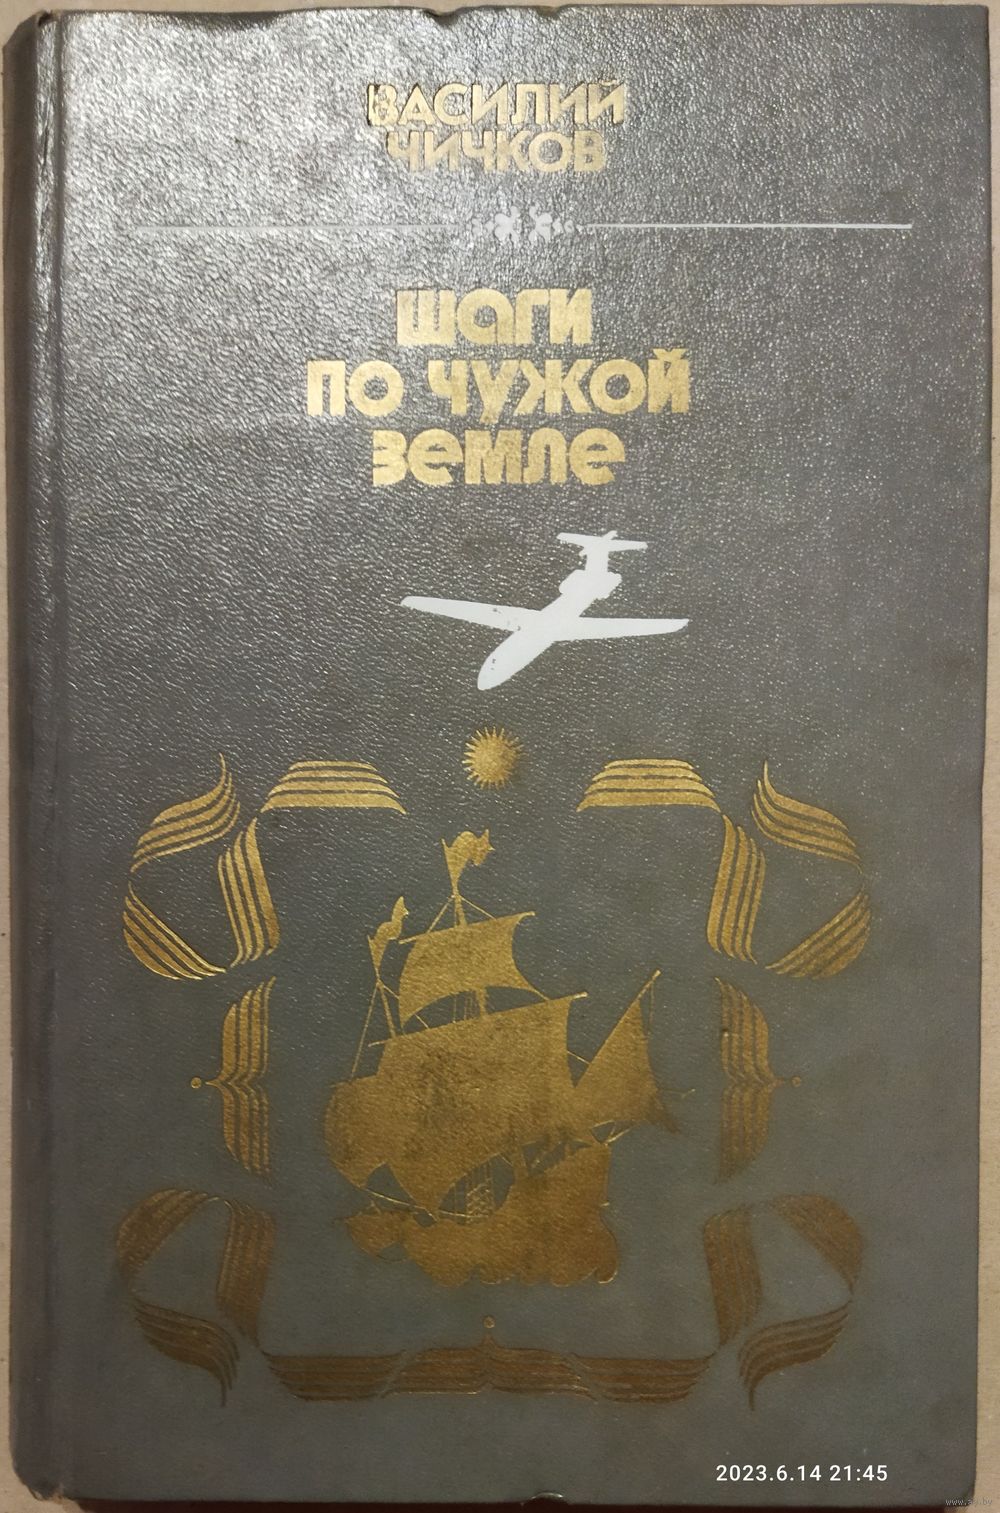 ВАСИЛИЙ
ЧИЧКОВ
шаги
по чужой
земле
2023.6.14 21:45